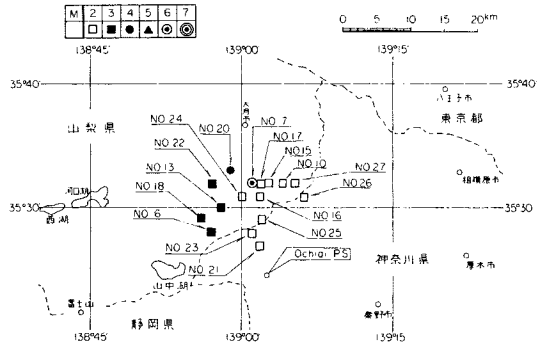 M 2 3 4 5 6 7
0 5 10 15 20km
138°45' 139°00' 139°15'
35°40' 35°40'
八王子市
大月市
東京都
山梨県
NO.24
NO.20
NO.7
NO.22
NO.17
NO.15
NO.13
NO.10
NO.27
相模原市
NO.18
NO.26
河口湖
35°30' 35°30'
西湖
NO.6
NO.16
NO.25
NO.23
Ochiai PS
神奈川県
厚木市
NO.21
山中湖
富士山
秦野市
静岡県
138°45' 139°00' 139°15'